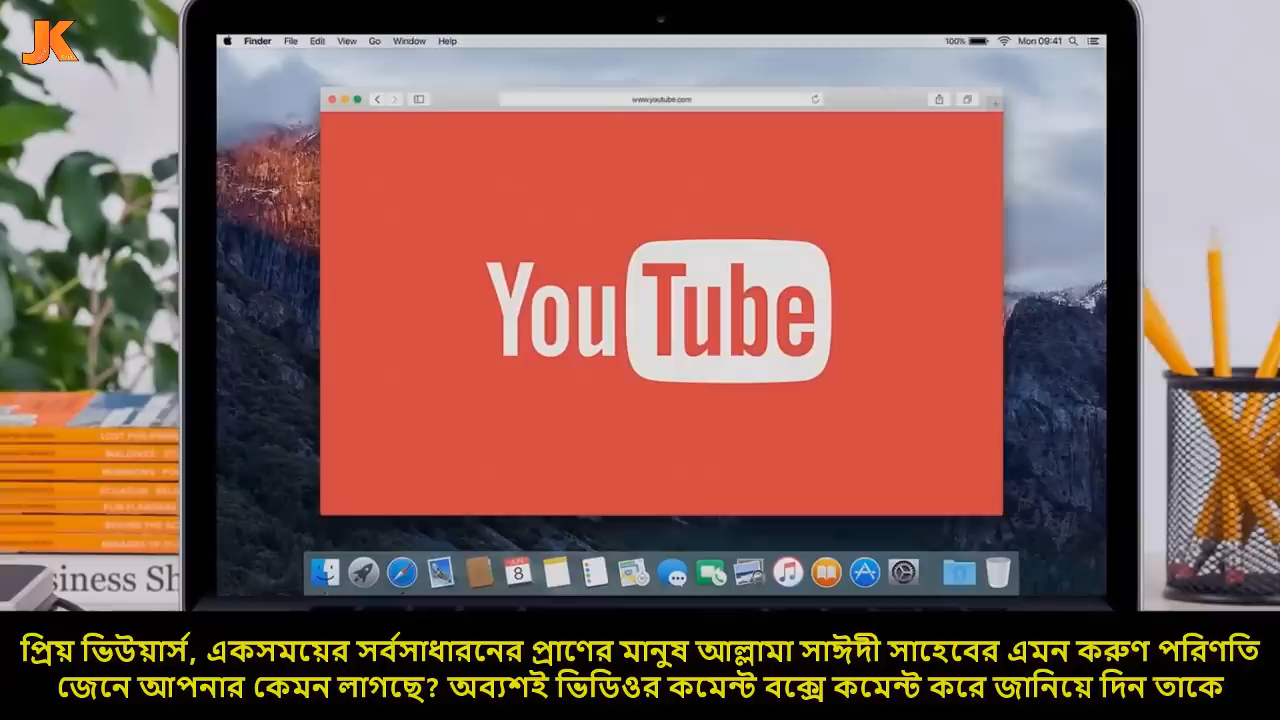 JK
Finder File Edit View Go Window Help
100% Mon 09:41
www.youtube.com
YouTube
8
siness Sh
প্রিয় ভিউয়ার্স, একসময়ের সর্বসাধারনের প্রাণের মানুষ আল্লামা সাঈদী সাহেবের এমন করুণ পরিণতি
জেনে আপনার কেমন লাগছে? অব্যশই ভিডিওর কমেন্ট বক্সে কমেন্ট করে জানিয়ে দিন তাকে